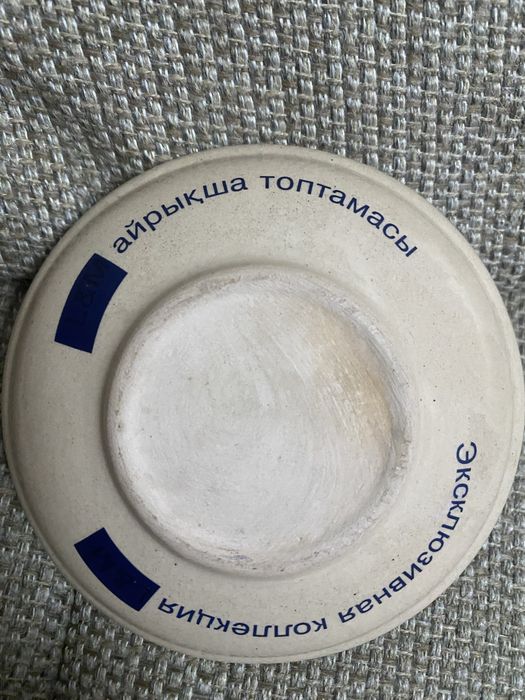 L&M айрықша топтамасы
Эксклюзивная коллекция L&M